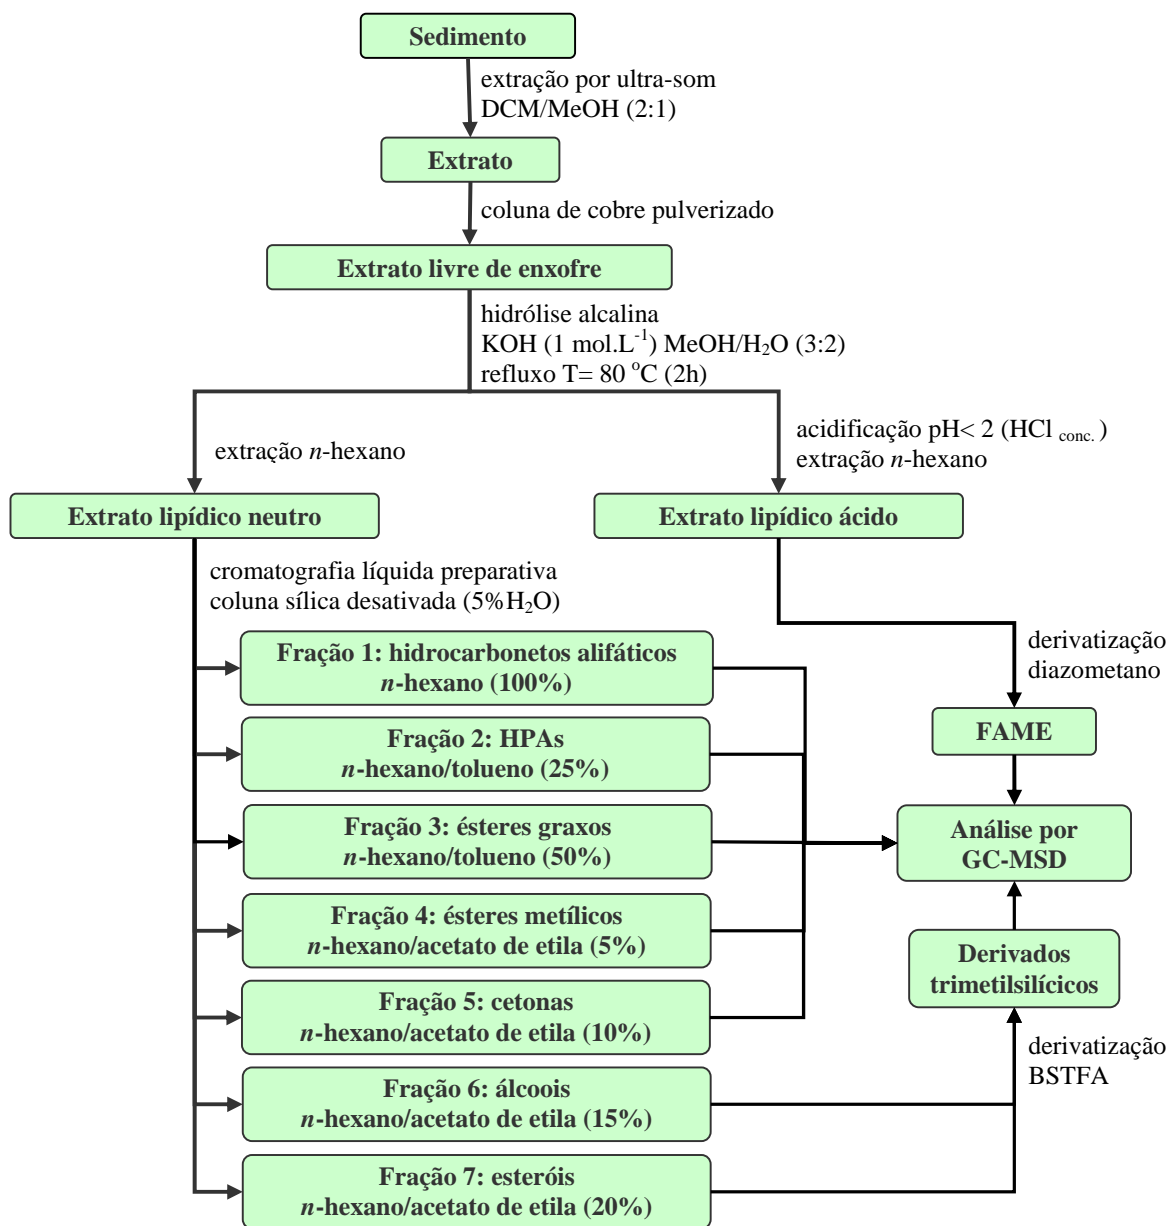 Sedimento
extração por ultra-som
DCM/MeOH (2:1)
Extrato
coluna de cobre pulverizado
Extrato livre de enxofre
hidrólise alcalina
KOH (1 mol.L⁻¹) MeOH/H₂O (3:2)
refluxo T= 80 °C (2h)
extração n-hexano
acidificação pH< 2 (HCl conc. )
extração n-hexano
Extrato lipídico neutro
Extrato lipídico ácido
cromatografia líquida preparativa
coluna sílica desativada (5%H₂O)
Fração 1: hidrocarbonetos alifáticos
n-hexano (100%)
Fração 2: HPAs
n-hexano/tolueno (25%)
Fração 3: ésteres graxos
n-hexano/tolueno (50%)
Fração 4: ésteres metílicos
n-hexano/acetato de etila (5%)
Fração 5: cetonas
n-hexano/acetato de etila (10%)
Fração 6: álcoois
n-hexano/acetato de etila (15%)
Fração 7: esteróis
n-hexano/acetato de etila (20%)
derivatização
diazometano
FAME
Análise por
GC-MSD
Derivados
trimetilsilícicos
derivatização
BSTFA